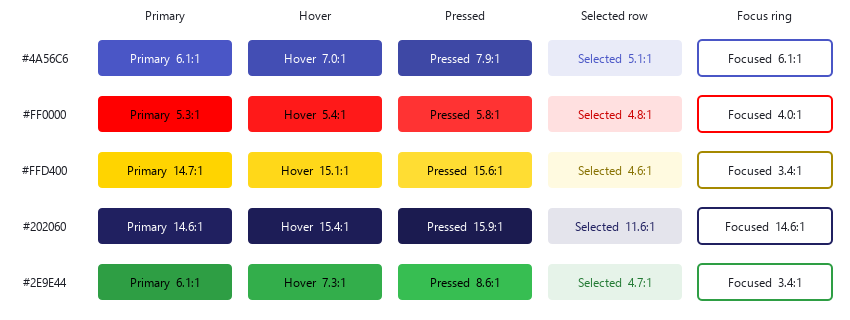 Primary Hover Pressed Selected row Focus ring
#4A56C6 Primary 6.1:1 Hover 7.0:1 Pressed 7.9:1 Selected 5.1:1 Focused 6.1:1
#FF0000 Primary 5.3:1 Hover 5.4:1 Pressed 5.8:1 Selected 4.8:1 Focused 4.0:1
#FFD400 Primary 14.7:1 Hover 15.1:1 Pressed 15.6:1 Selected 4.6:1 Focused 3.4:1
#202060 Primary 14.6:1 Hover 15.4:1 Pressed 15.9:1 Selected 11.6:1 Focused 14.6:1
#2E9E44 Primary 6.1:1 Hover 7.3:1 Pressed 8.6:1 Selected 4.7:1 Focused 3.4:1